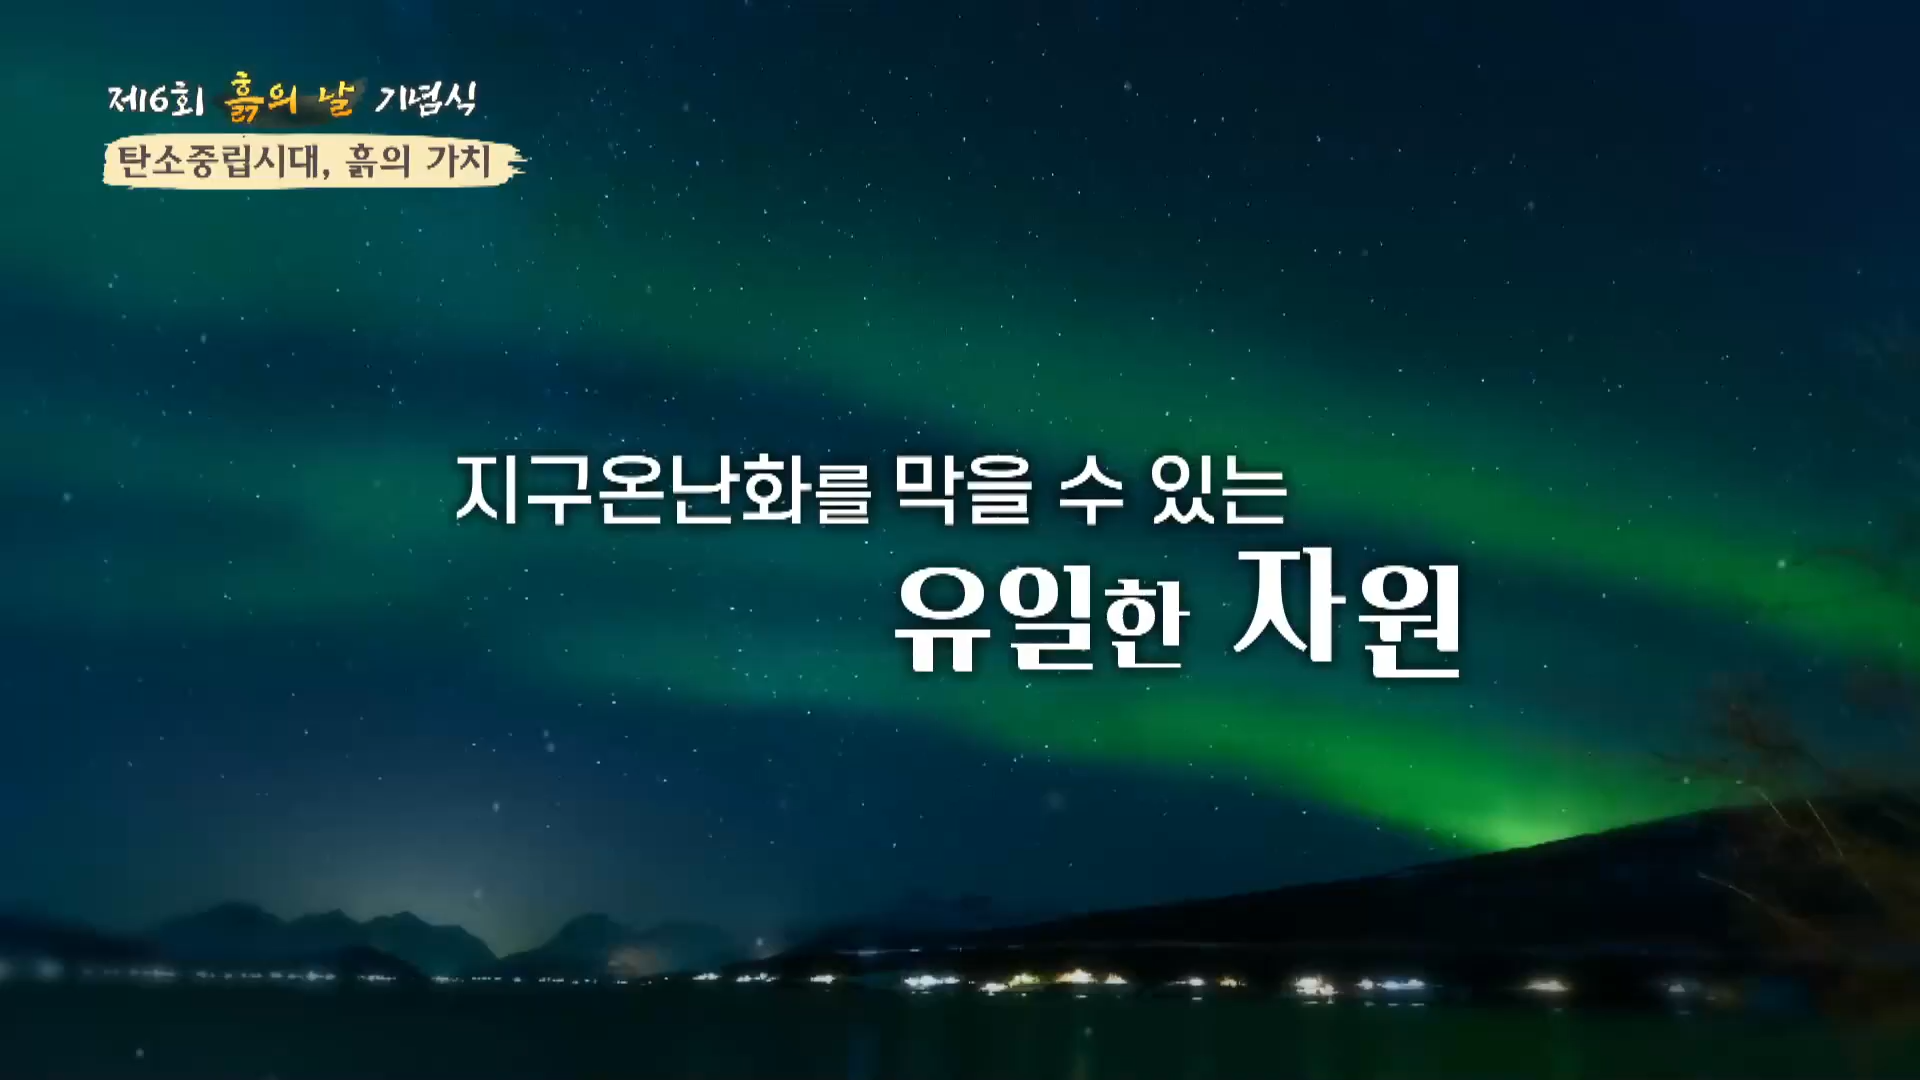 제6회 흙의 날 기념식
탄소중립시대, 흙의 가치
지구온난화를 막을 수 있는
유일한 자원